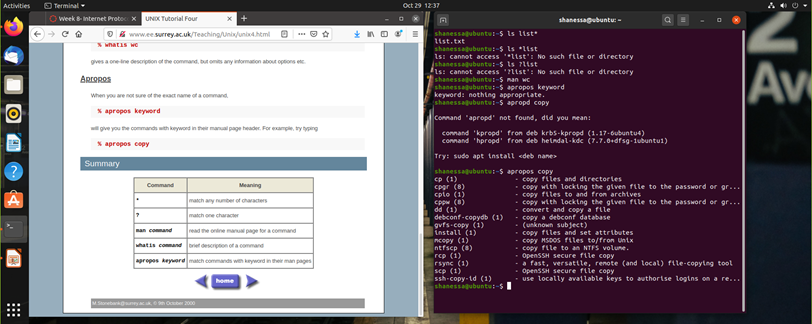 Activities
Terminal
Oct 29 12:37
Week 8- Internet Protoc
UNIX Tutorial Four
www.ee.surrey.ac.uk/Teaching/Unix/unix4.html
% whatis wc
gives a one-line description of the command, but omits any information about options etc.
Apropos
When you are not sure of the exact name of a command,
% apropos keyword
will give you the commands with keyword in their manual page header. For example, try typing
% apropos copy
Summary
Command Meaning
* match any number of characters
? match one character
man command read the online manual page for a command
whatis command brief description of a command
apropos keyword match commands with keyword in their man pages
home
M.Stonebank@surrey.ac.uk, © 9th October 2000
shanessa@ubuntu: ~
shanessa@ubuntu:~$ ls list*
list.txt
shanessa@ubuntu:~$ ls *list
ls: cannot access '*list': No such file or directory
shanessa@ubuntu:~$ ls ?list
ls: cannot access '?list': No such file or directory
shanessa@ubuntu:~$ man wc
shanessa@ubuntu:~$ apropos keyword
keyword: nothing appropriate.
shanessa@ubuntu:~$ apropd copy
Command 'apropd' not found, did you mean:
command 'kpropd' from deb krb5-kpropd (1.17-6ubuntu4)
command 'hpropd' from deb heimdal-kdc (7.7.0+dfsg-1ubuntu1)
Try: sudo apt install <deb name>
shanessa@ubuntu:~$ apropos copy
cp (1) - copy files and directories
cpgr (8) - copy with locking the given file to the password or gr...
cpio (1) - copy files to and from archives
cppw (8) - copy with locking the given file to the password or gr...
dd (1) - convert and copy a file
debconf-copydb (1) - copy a debconf database
gvfs-copy (1) - (unknown subject)
install (1) - copy files and set attributes
mcopy (1) - copy MSDOS files to/from Unix
ntfscp (8) - copy file to an NTFS volume.
rcp (1) - OpenSSH secure file copy
rsync (1) - a fast, versatile, remote (and local) file-copying tool
scp (1) - OpenSSH secure file copy
ssh-copy-id (1) - use locally available keys to authorise logins on a re...
shanessa@ubuntu:~$
2
Ave